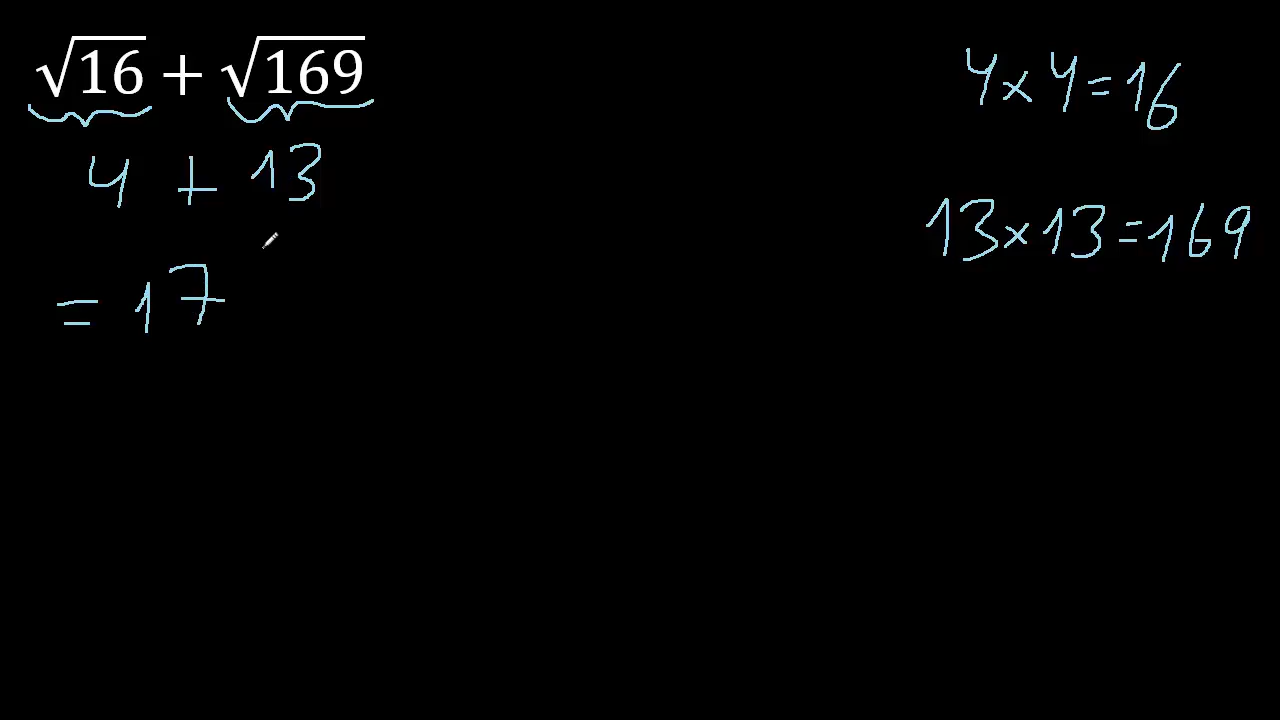 √16 + √169
4 + 13
= 17
4 x 4 = 16
13 x 13 = 169